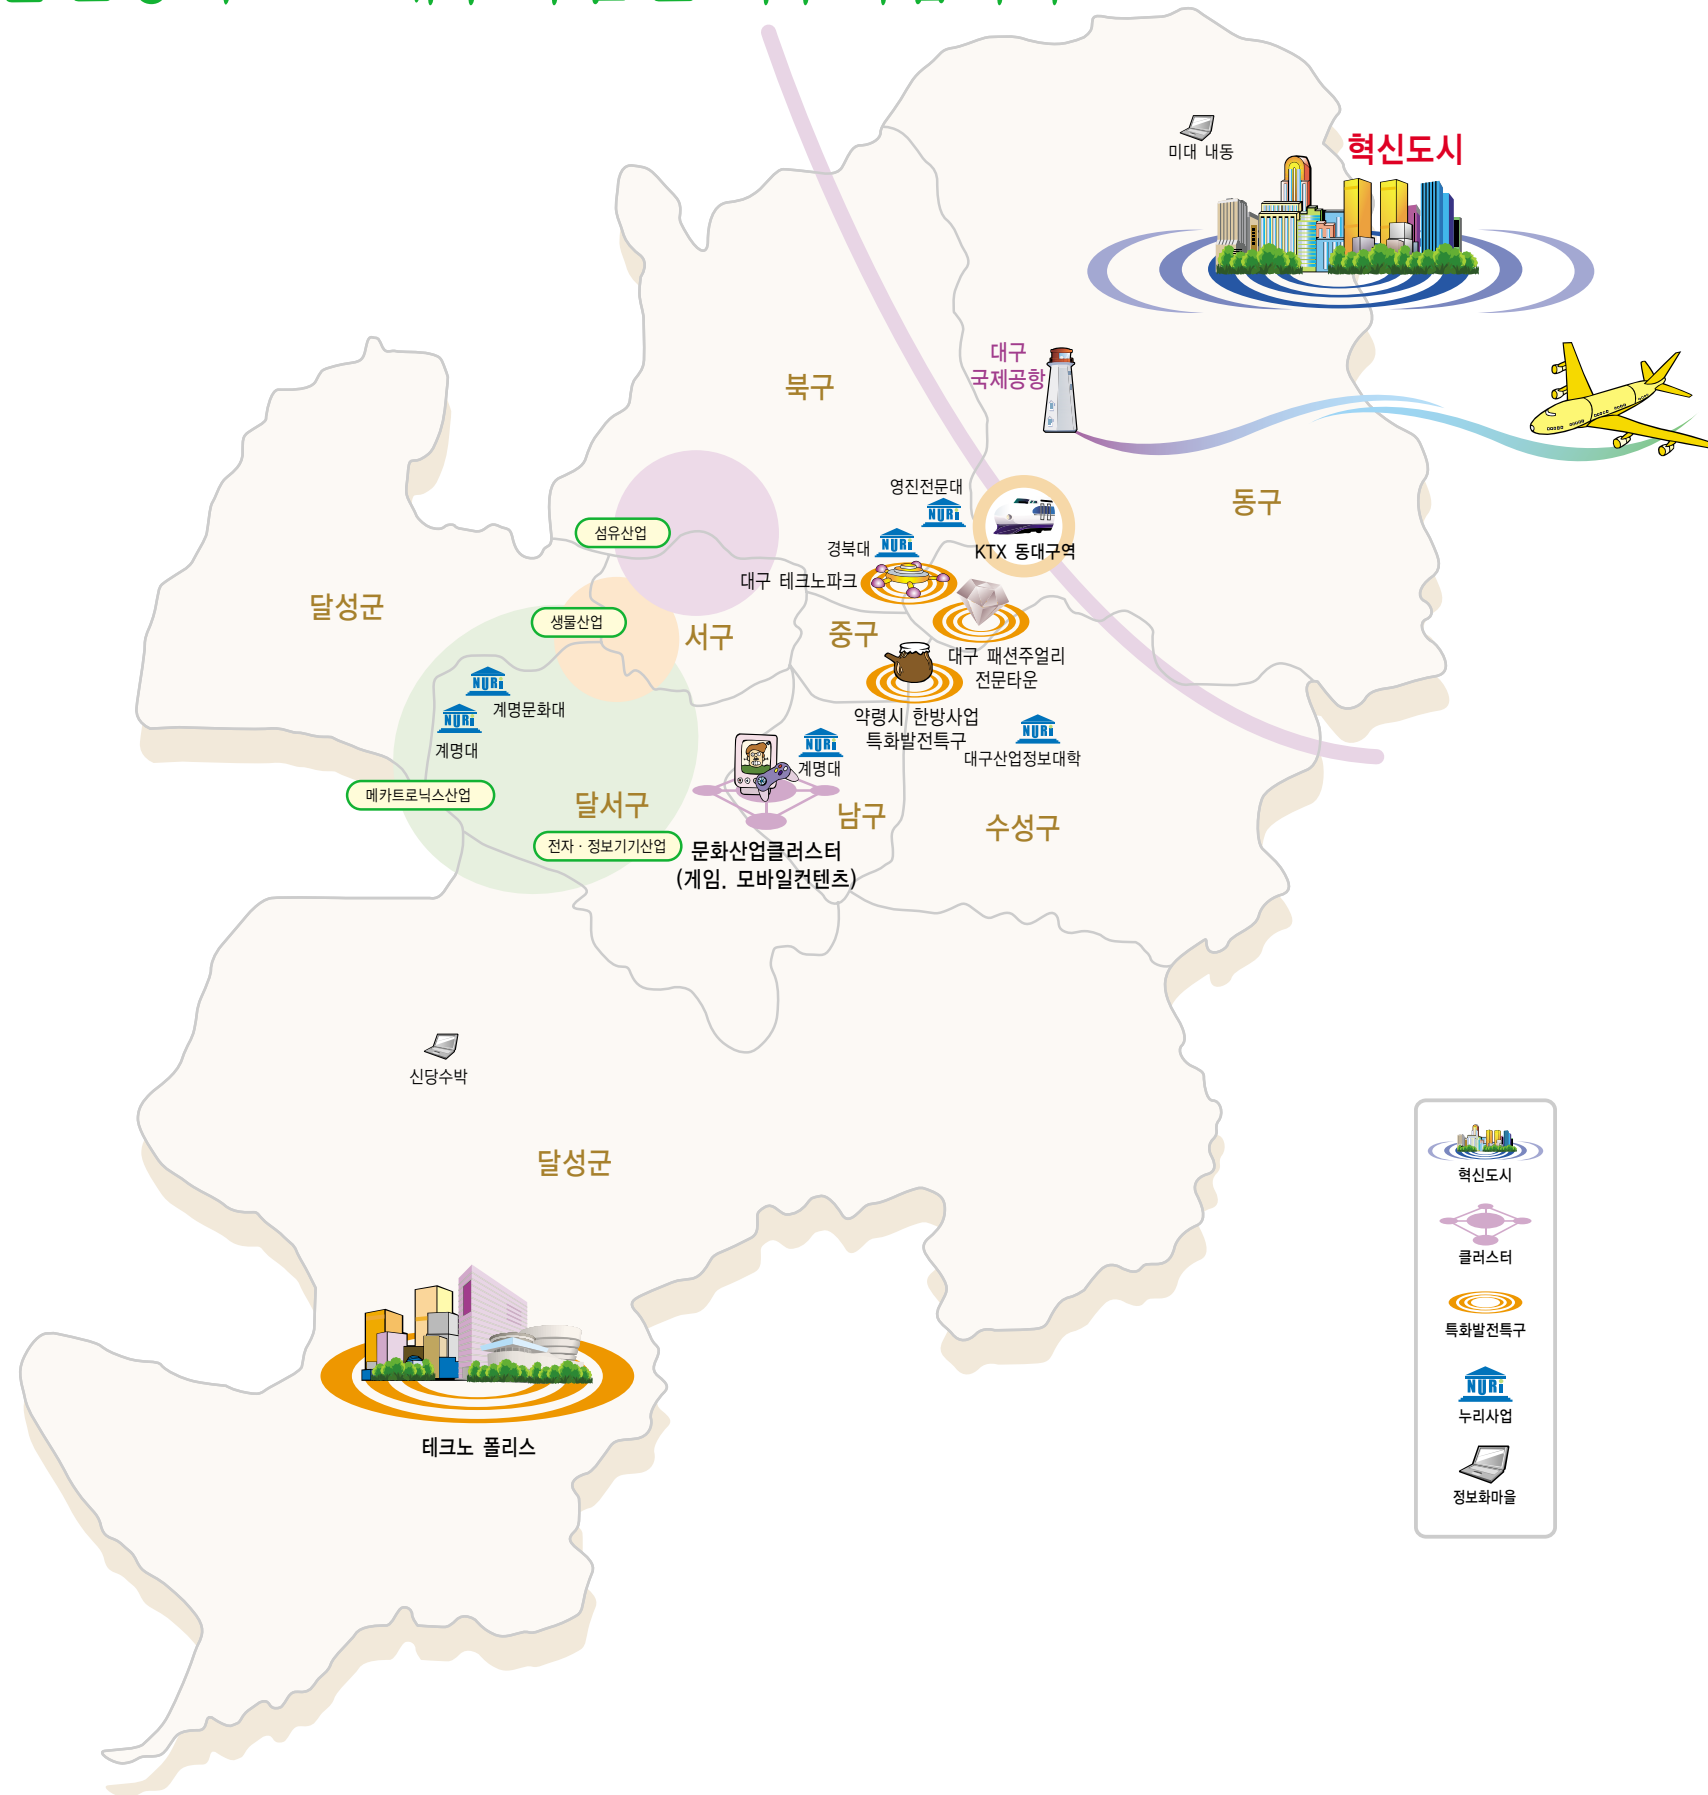 미대 내동
혁신도시
대구
국제공항
북구
동구
영진전문대
NURi
섬유산업
경북대
NURi
KTX 동대구역
대구 테크노파크
달성군
생물산업
서구
중구
대구 패션주얼리
전문타운
NURi
계명문화대
NURi
계명대
약령시 한방사업
특화발전특구
NURi
대구산업정보대학
NURi
계명대
메카트로닉스산업
달서구
남구
수성구
전자 · 정보기기산업
문화산업클러스터
(게임. 모바일컨텐츠)
신당수박
달성군
테크노 폴리스
혁신도시
클러스터
특화발전특구
NURi
누리사업
정보화마을